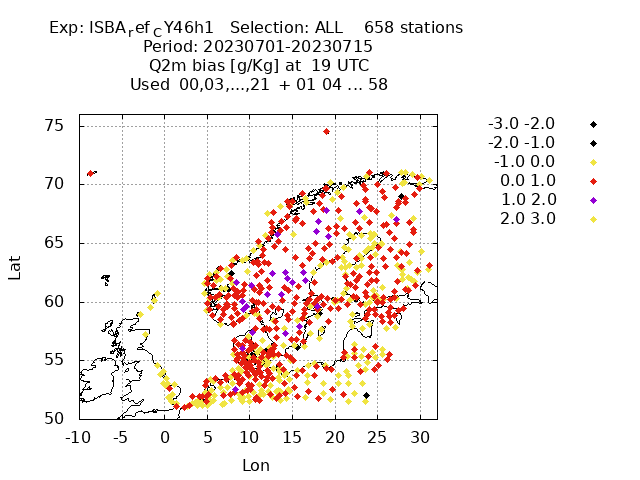 Exp: ISBA_ref_C Y46h1 Selection: ALL 658 stations
Period: 20230701-20230715
Q2m bias [g/Kg] at 19 UTC
Used 00,03,...,21 + 01 04 ... 58
-3.0 -2.0
-2.0 -1.0
-1.0 0.0
0.0 1.0
1.0 2.0
2.0 3.0
75
70
65
60
55
50
Lat
-10 -5 0 5 10 15 20 25 30
Lon